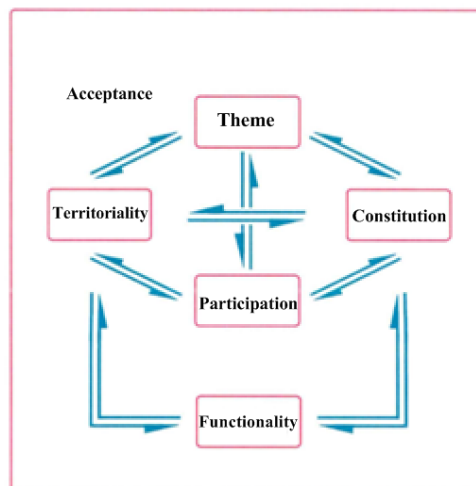 Acceptance
Theme
Territoriality
Constitution
Participation
Functionality